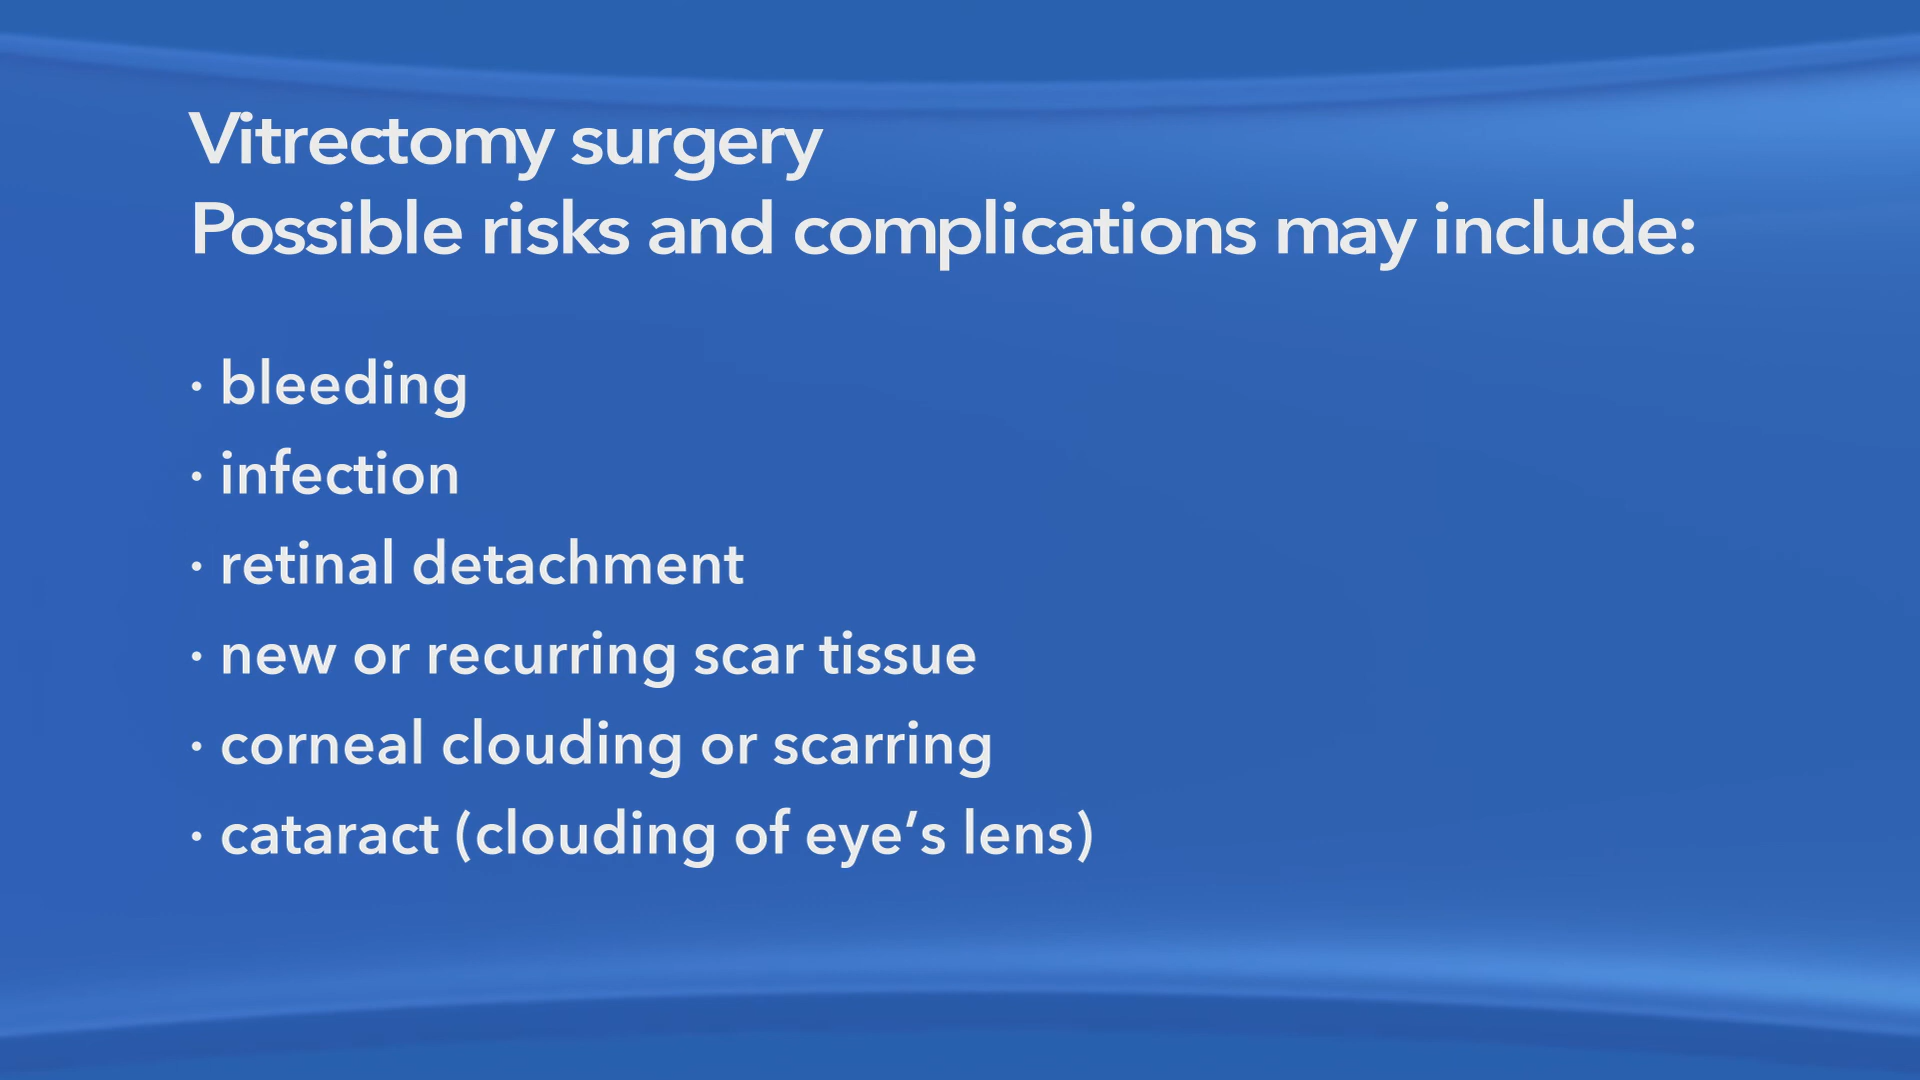 Vitrectomy surgery
Possible risks and complications may include:
· bleeding
· infection
· retinal detachment
· new or recurring scar tissue
· corneal clouding or scarring
· cataract (clouding of eye’s lens)